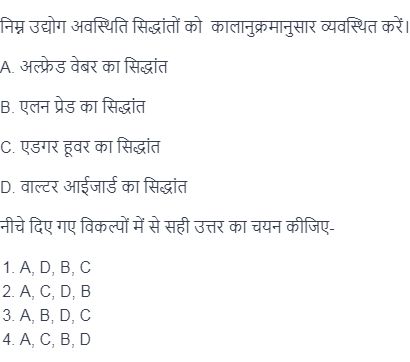 निम्न उद्योग अवस्थिति सिद्धांतों को कालानुक्रमानुसार व्यवस्थित करें।
A. अल्फ्रेड वेबर का सिद्धांत
B. एलन प्रेड का सिद्धांत
C. एडगर हूवर का सिद्धांत
D. वाल्टर आईजार्ड का सिद्धांत
नीचे दिए गए विकल्पों में से सही उत्तर का चयन कीजिए-
1. A, D, B, C
2. A, C, D, B
3. A, B, D, C
4. A, C, B, D